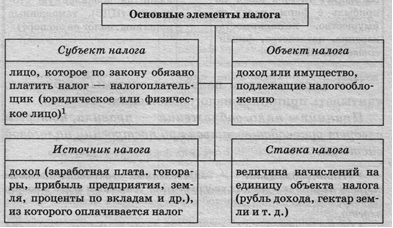 Основные элементы налога
Субъект налога
лицо, которое по закону обязано
платить налог — налогоплатель-
щик (юридическое или физичес-
кое лицо)¹
Объект налога
доход или имущество,
подлежащие налогообло-
жению
Источник налога
доход (заработная плата. гонора-
ры, прибыль предприятия, зем-
ля, проценты по вкладам и др.),
из которого оплачивается налог
Ставка налога
величина начислений на
единицу объекта налога
(рубль дохода, гектар зем-
ли и т. д.)